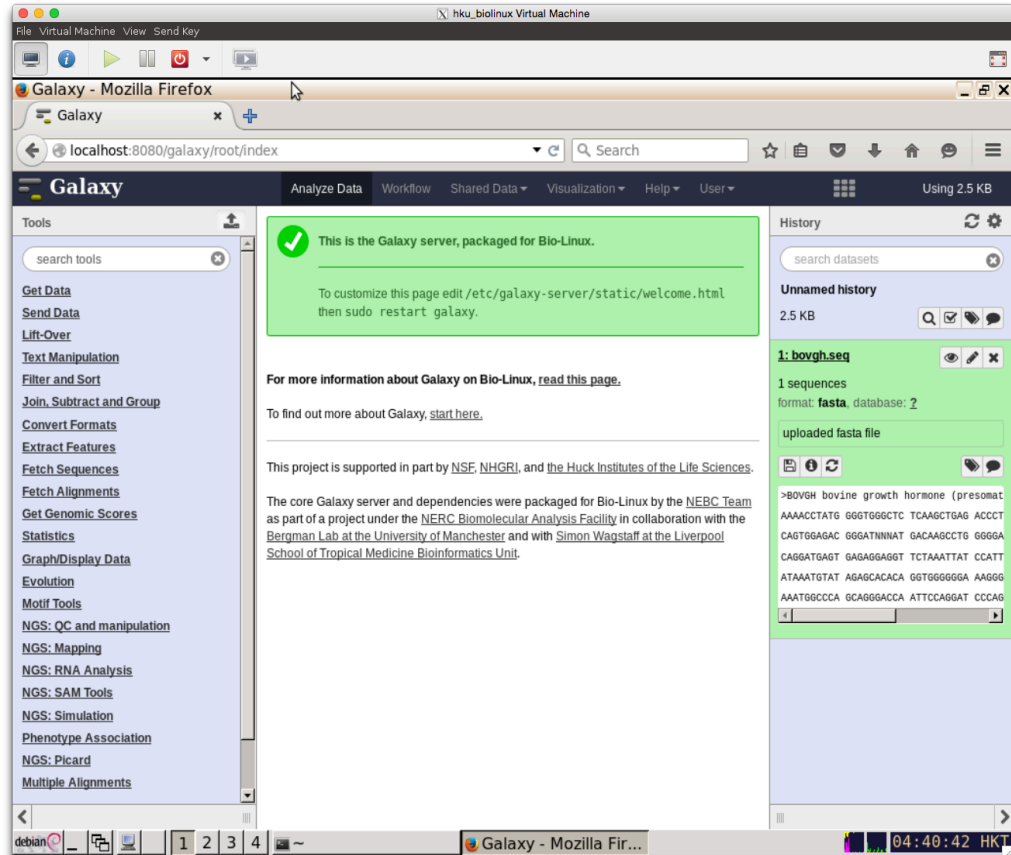 hku_biolinux Virtual Machine
File Virtual Machine View Send Key
Galaxy - Mozilla Firefox
Galaxy
localhost:8080/galaxy/root/index
Search
Galaxy
Analyze Data Workflow Shared Data Visualization Help User
Using 2.5 KB
Tools
search tools
Get Data
Send Data
Lift-Over
Text Manipulation
Filter and Sort
Join, Subtract and Group
Convert Formats
Extract Features
Fetch Sequences
Fetch Alignments
Get Genomic Scores
Statistics
Graph/Display Data
Evolution
Motif Tools
NGS: QC and manipulation
NGS: Mapping
NGS: RNA Analysis
NGS: SAM Tools
NGS: Simulation
Phenotype Association
NGS: Picard
Multiple Alignments
This is the Galaxy server, packaged for Bio-Linux.
To customize this page edit /etc/galaxy-server/static/welcome.html
then sudo restart galaxy.
For more information about Galaxy on Bio-Linux, read this page.
To find out more about Galaxy, start here.
This project is supported in part by NSF, NHGRI, and the Huck Institutes of the Life Sciences.
The core Galaxy server and dependencies were packaged for Bio-Linux by the NEBC Team
as part of a project under the NERC Biomolecular Analysis Facility in collaboration with the
Bergman Lab at the University of Manchester and with Simon Wagstaff at the Liverpool
School of Tropical Medicine Bioinformatics Unit.
History
search datasets
Unnamed history
2.5 KB
1: bovgh.seq
1 sequences
format: fasta, database: ?
uploaded fasta file
>BOVGH bovine growth hormone (presomat
AAAACCTATG GGGTGGGCTC TCAAGCTGAG ACCCT
CAGTGGAGAC GGGATNNNAT GACAAGCCTG GGGGA
CAGGATGAGT GAGAGGAGGT TCTAAATTAT CCATT
ATAAATGTAT AGAGCACACA GGTGGGGGGA AAGGG
AAATGGCCCA GCAGGGACCA ATTCCAGGAT CCCAG
debian 1 2 3 4 ~ Galaxy - Mozilla Fir... 04:40:42 HKT